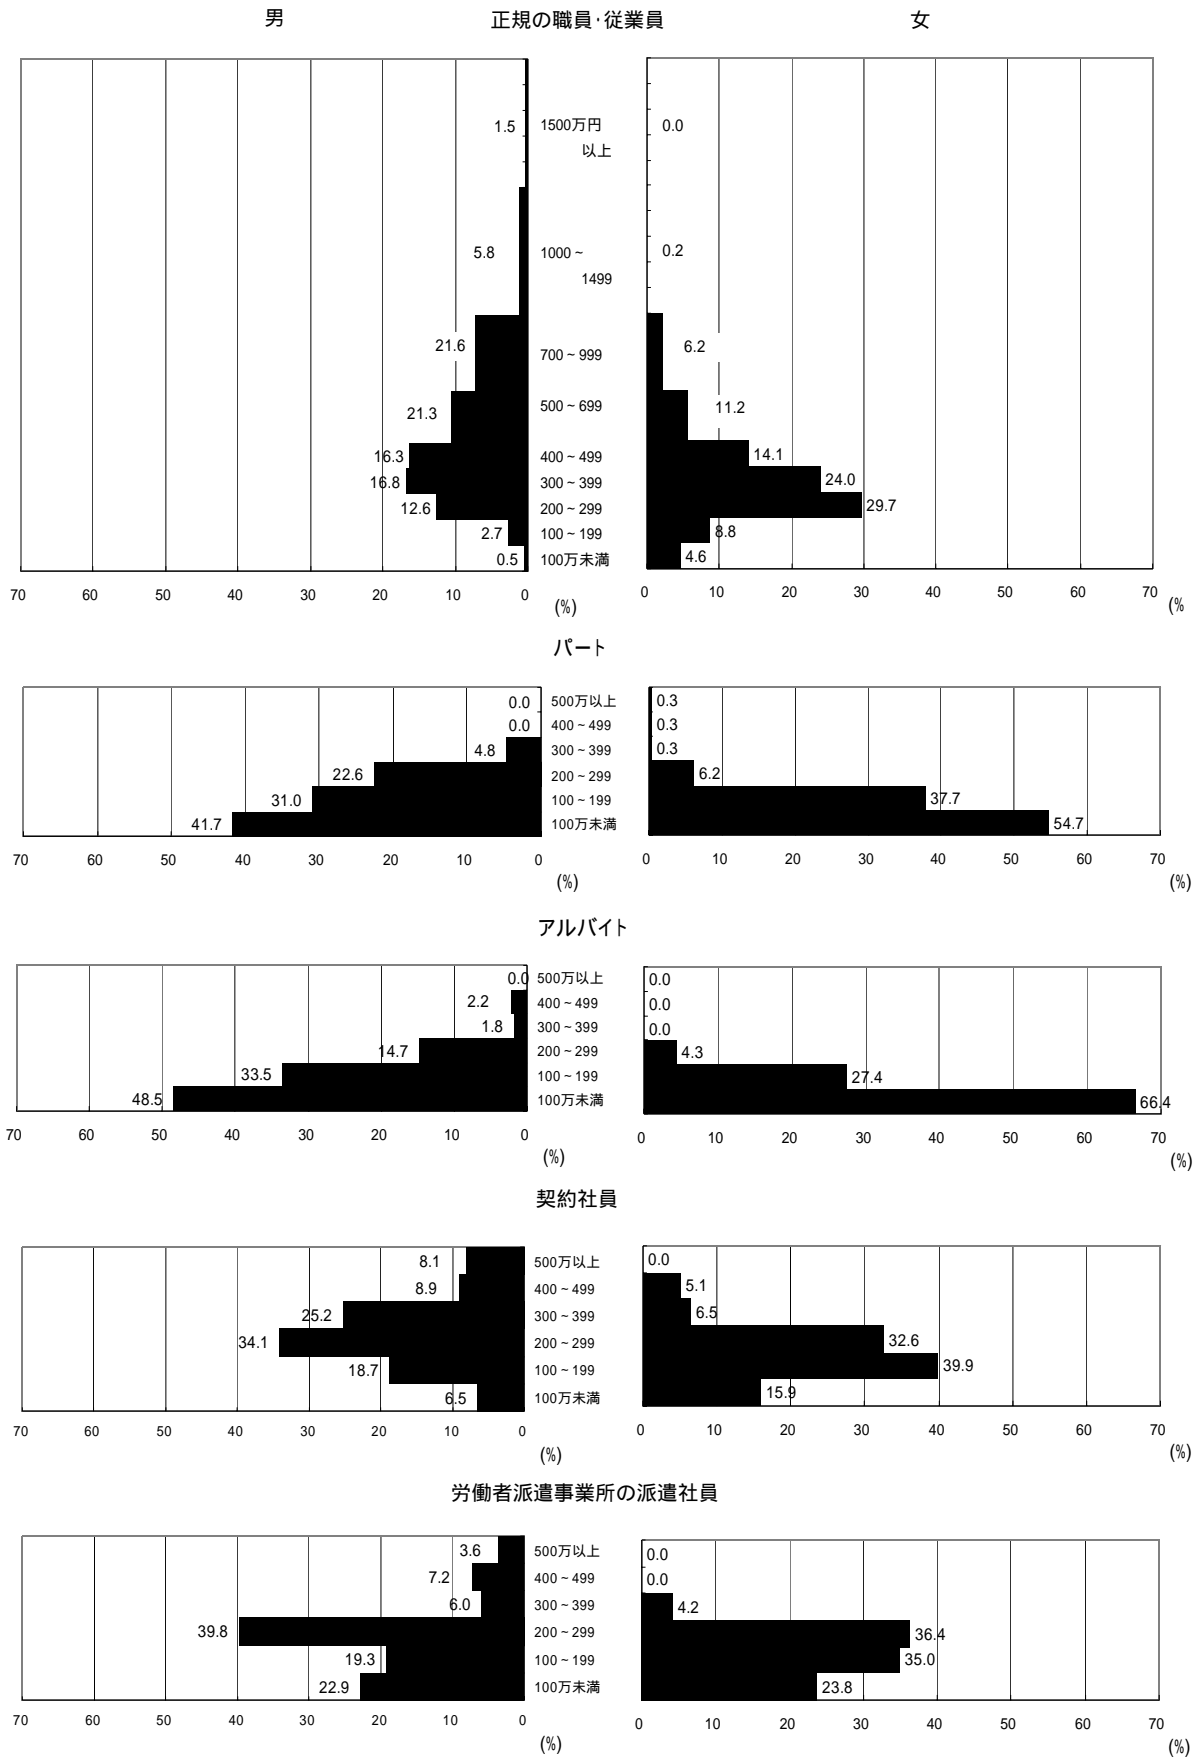 男 正規の職員・従業員 女
1.5 1500万円 0.0
以上
5.8 1000～ 0.2
1499
21.6 700～999 6.2
21.3 500～699 11.2
16.3 400～499 14.1
16.8 300～399 24.0
12.6 200～299 29.7
2.7 100～199 8.8
0.5 100万未満 4.6
70 60 50 40 30 20 10 0 (%) 0 10 20 30 40 50 60 70 (%
パート
0.0 500万以上 0.3
0.0 400～499 0.3
4.8 300～399 0.3
22.6 200～299 6.2
31.0 100～199 37.7
41.7 100万未満 54.7
70 60 50 40 30 20 10 0 0 10 20 30 40 50 60 70
(%) (%)
アルバイト
0.0 500万以上 0.0
2.2 400～499 0.0
1.8 300～399 0.0
14.7 200～299 4.3
33.5 100～199 27.4
48.5 100万未満 66.4
70 60 50 40 30 20 10 0 0 10 20 30 40 50 60 70
(%) (%)
契約社員
8.1 500万以上 0.0
8.9 400～499 5.1
25.2 300～399 6.5
34.1 200～299 32.6
18.7 100～199 39.9
6.5 100万未満 15.9
70 60 50 40 30 20 10 0 0 10 20 30 40 50 60 70
(%) (%)
労働者派遣事業所の派遣社員
3.6 500万以上 0.0
7.2 400～499 0.0
6.0 300～399 4.2
39.8 200～299 36.4
19.3 100～199 35.0
22.9 100万未満 23.8
70 60 50 40 30 20 10 0 0 10 20 30 40 50 60 70
(%) (%)